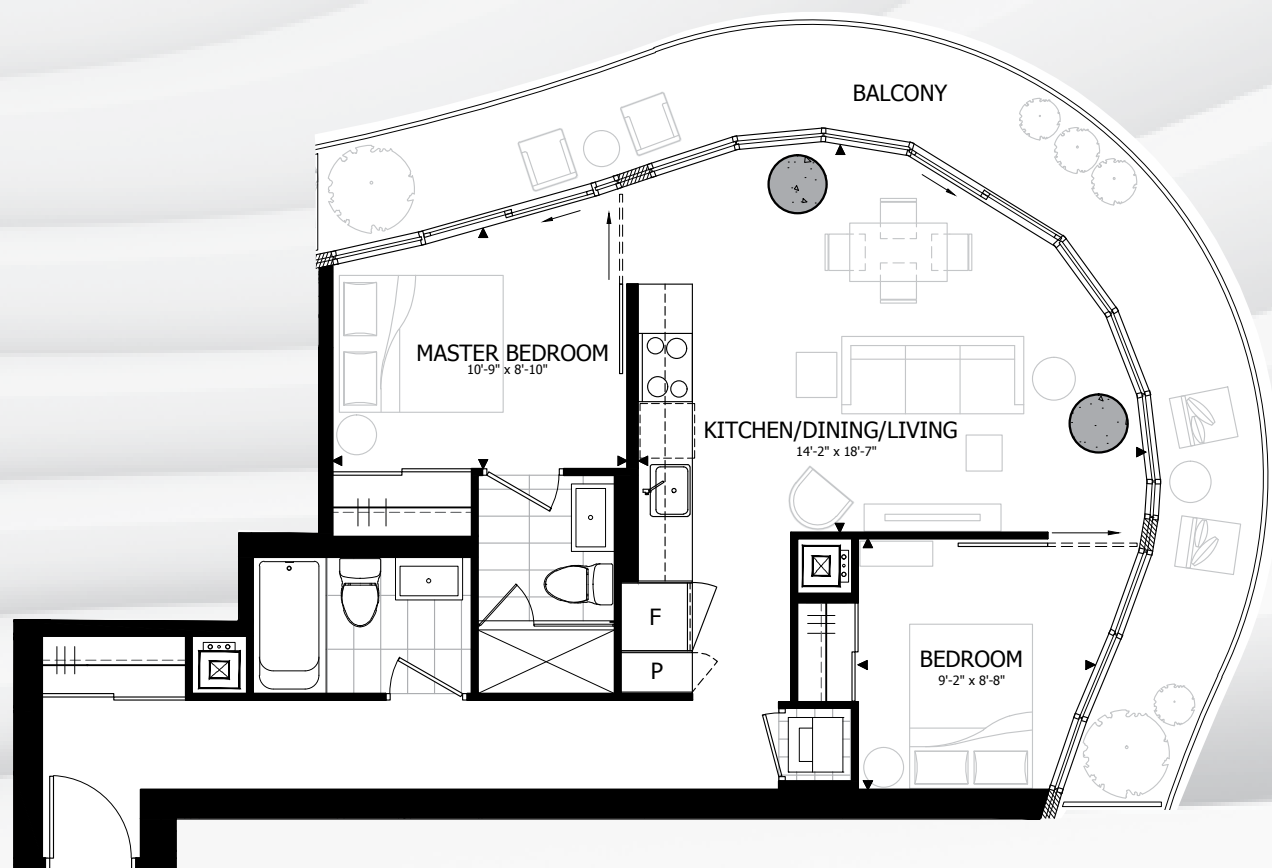 BALCONY
MASTER BEDROOM
10'-9" x 8'-10"
KITCHEN/DINING/LIVING
14'-2" x 18'-7"
F
P
BEDROOM
9'-2" x 8'-8"